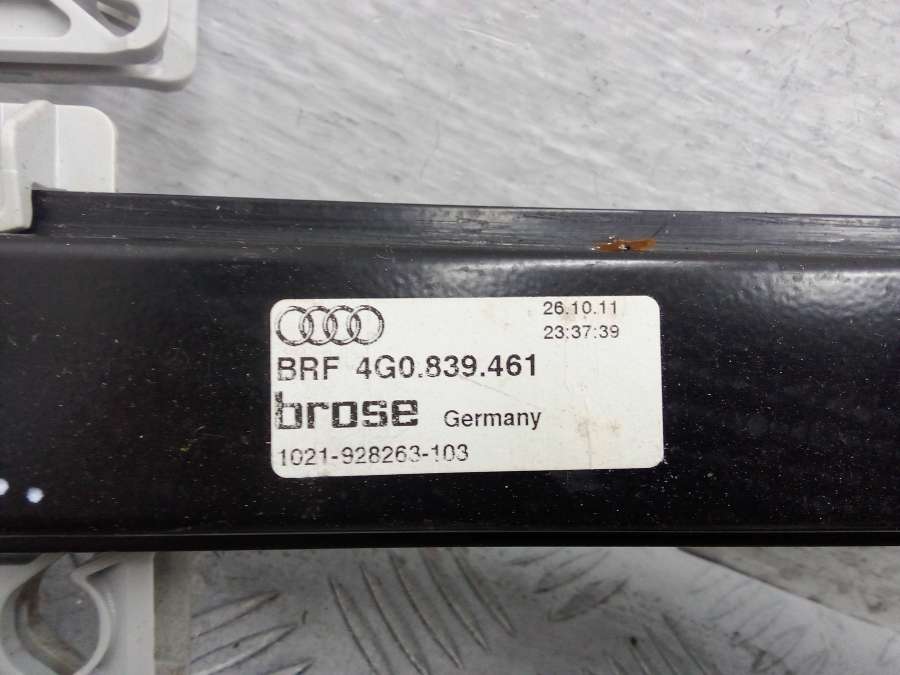 26.10.11
23:37:39
BRF 4G0.839.461
brose Germany
1021-928263-103